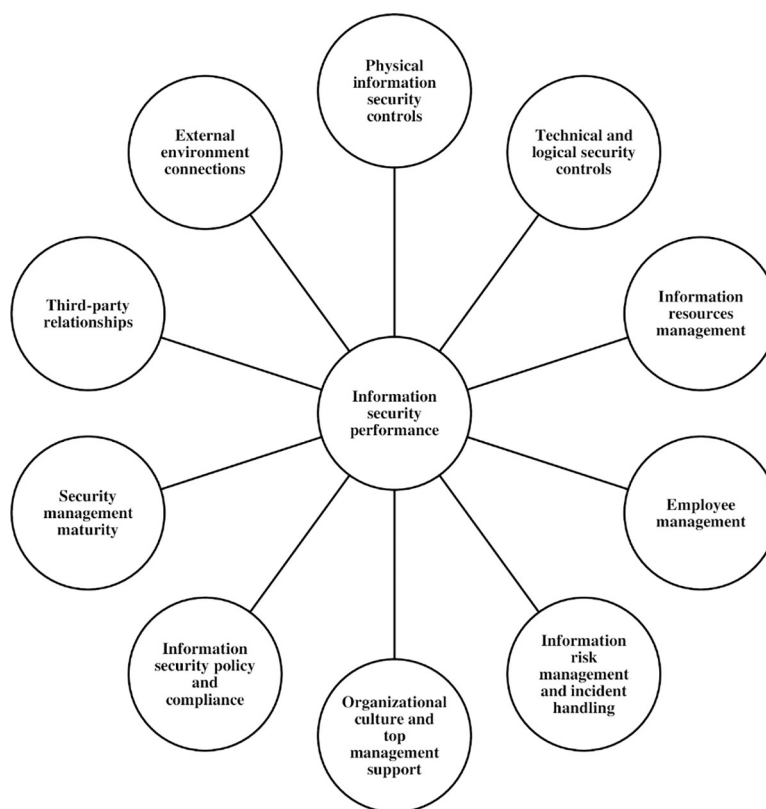 Physical
information
security
controls
External
environment
connections
Technical and
logical security
controls
Third-party
relationships
Information
resources
management
Information
security
performance
Security
management
maturity
Employee
management
Information
security policy
and
compliance
Information
risk
management
and incident
handling
Organizational
culture and
top
management
support